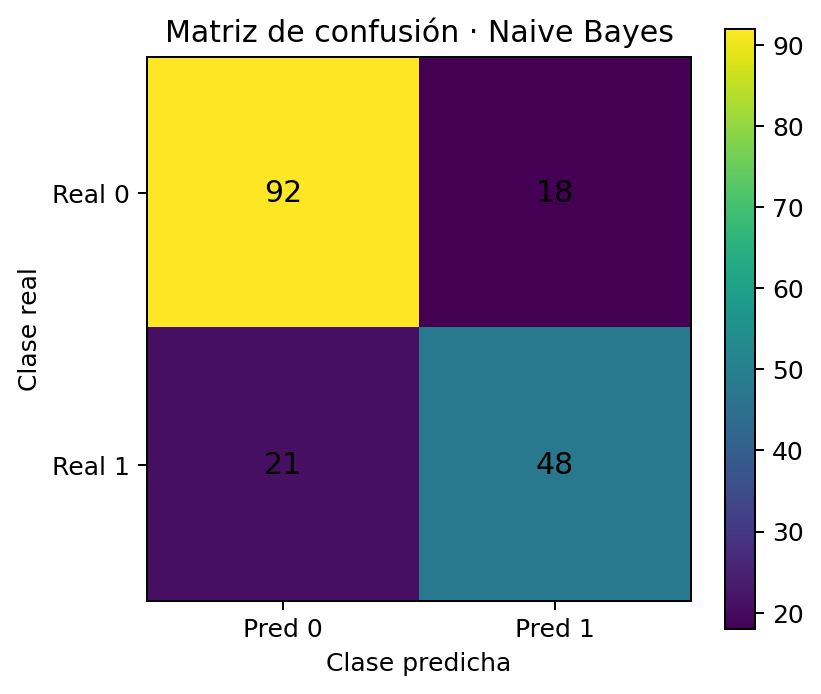 Matriz de confusión · Naive Bayes
Clase real
Real 0
92
18
Real 1
21
48
Pred 0
Pred 1
Clase predicha
90
80
70
60
50
40
30
20